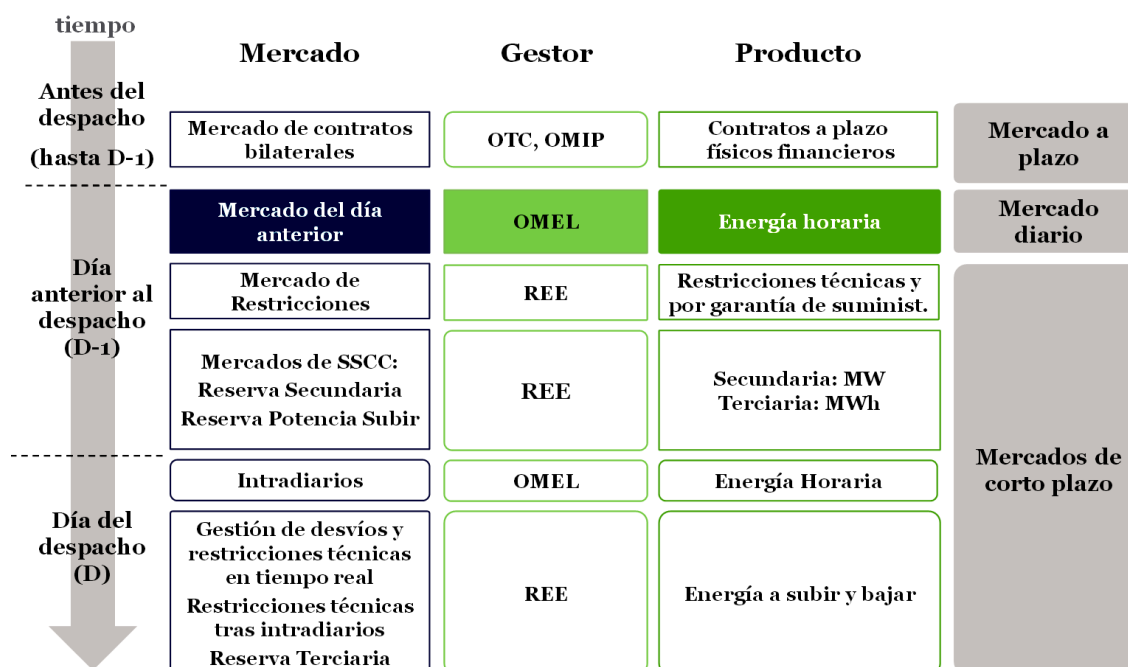 tiempo
Mercado
Gestor
Producto
Antes del
despacho
(hasta D-1)
Mercado de contratos
bilaterales
OTC, OMIP
Contratos a plazo
físicos financieros
Mercado a
plazo
Mercado del día
anterior
OMEL
Energía horaria
Mercado
diario
Día
anterior al
despacho
(D-1)
Mercado de
Restricciones
REE
Restricciones técnicas y
por garantía de suminist.
Mercados de SSCC:
Reserva Secundaria
Reserva Potencia Subir
REE
Secundaria: MW
Terciaria: MWh
Mercados de
corto plazo
Intradiarios
OMEL
Energía Horaria
Día del
despacho
(D)
Gestión de desvíos y
restricciones técnicas
en tiempo real
Restricciones técnicas
tras intradiarios
Reserva Terciaria
REE
Energía a subir y bajar